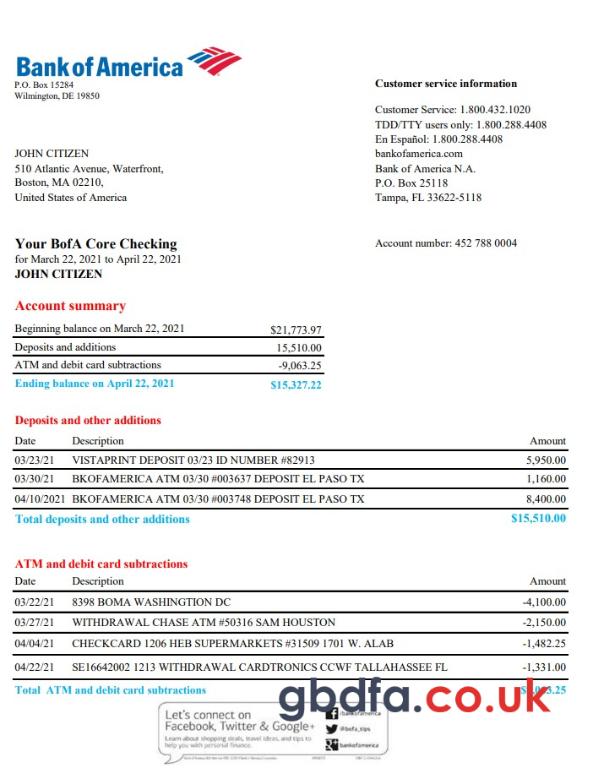 Bank of America
P.O. Box 15284
Wilmington, DE 19850
Customer service information
Customer Service: 1.800.432.1020
TDD/TTY users only: 1.800.288.4408
En Español: 1.800.288.4408
bankofamerica.com
Bank of America N.A.
P.O. Box 25118
Tampa, FL 33622-5118
JOHN CITIZEN
510 Atlantic Avenue, Waterfront,
Boston, MA 02210,
United States of America
Your BofA Core Checking
for March 22, 2021 to April 22, 2021
JOHN CITIZEN
Account number: 452 788 0004
Account summary
Beginning balance on March 22, 2021 $21,773.97
Deposits and additions 15,510.00
ATM and debit card subtractions -9,063.25
Ending balance on April 22, 2021 $15,327.22
Deposits and other additions
Date Description Amount
03/23/21 VISTAPRINT DEPOSIT 03/23 ID NUMBER #82913 5,950.00
03/30/21 BKOFAMERICA ATM 03/30 #003637 DEPOSIT EL PASO TX 1,160.00
04/10/2021 BKOFAMERICA ATM 03/30 #003748 DEPOSIT EL PASO TX 8,400.00
Total deposits and other additions $15,510.00
ATM and debit card subtractions
Date Description Amount
03/22/21 8398 BOMA WASHINGTION DC -4,100.00
03/27/21 WITHDRAWAL CHASE ATM #50316 SAM HOUSTON -2,150.00
04/04/21 CHECKCARD 1206 HEB SUPERMARKETS #31509 1701 W. ALAB -1,482.25
04/22/21 SE16642002 1213 WITHDRAWAL CARDTRONICS CCWF TALLAHASSEE FL -1,331.00
Total ATM and debit card subtractions
gbdfa.co.uk
Let's connect on
Facebook, Twitter & Google+
Learn about shopping deals, travel ideas, and tips to
help you with personal finance.
/bankofamerica
@bofa_tips
bankofamerica